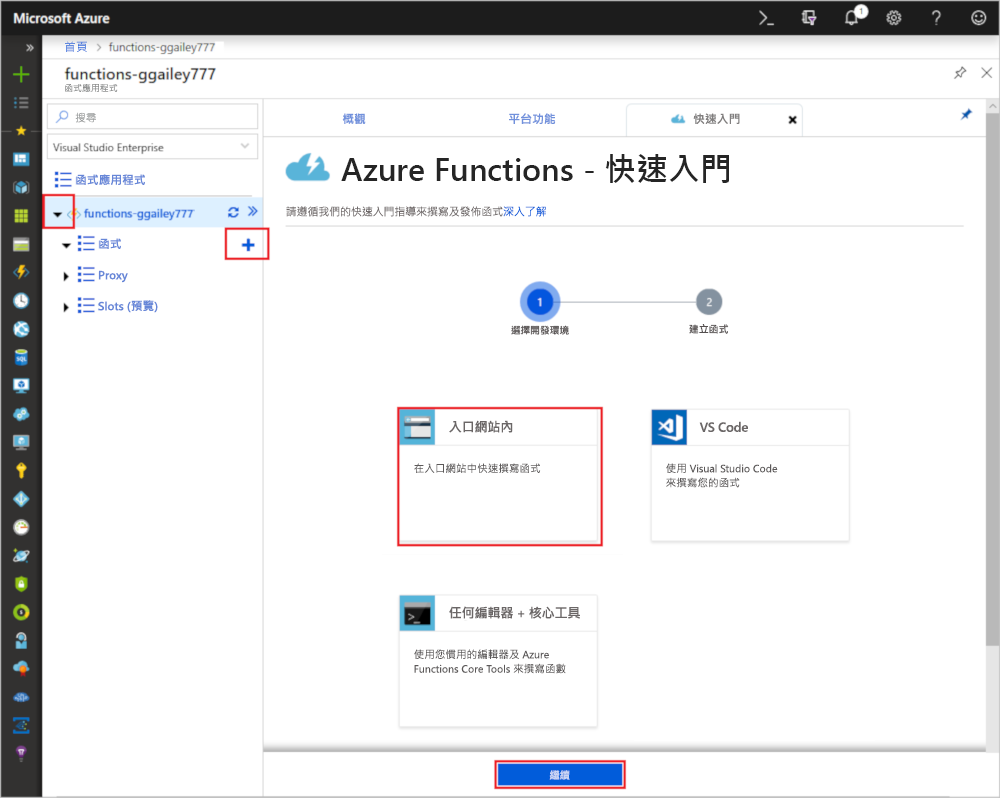 Microsoft Azure
1
首頁 > functions-ggailey777
functions-ggailey777
函式應用程式
搜尋
Visual Studio Enterprise
函式應用程式
functions-ggailey777
函式
Proxy
Slots (預覽)
概觀
平台功能
快速入門
Azure Functions - 快速入門
請遵循我們的快速入門指導來撰寫及發佈函式深入了解
1
2
選擇開發環境
建立函式
入口網站內
在入口網站中快速撰寫函式
VS Code
使用 Visual Studio Code
來撰寫您的函式
任何編輯器 + 核心工具
使用您慣用的編輯器及 Azure
Functions Core Tools 來撰寫函數
繼續